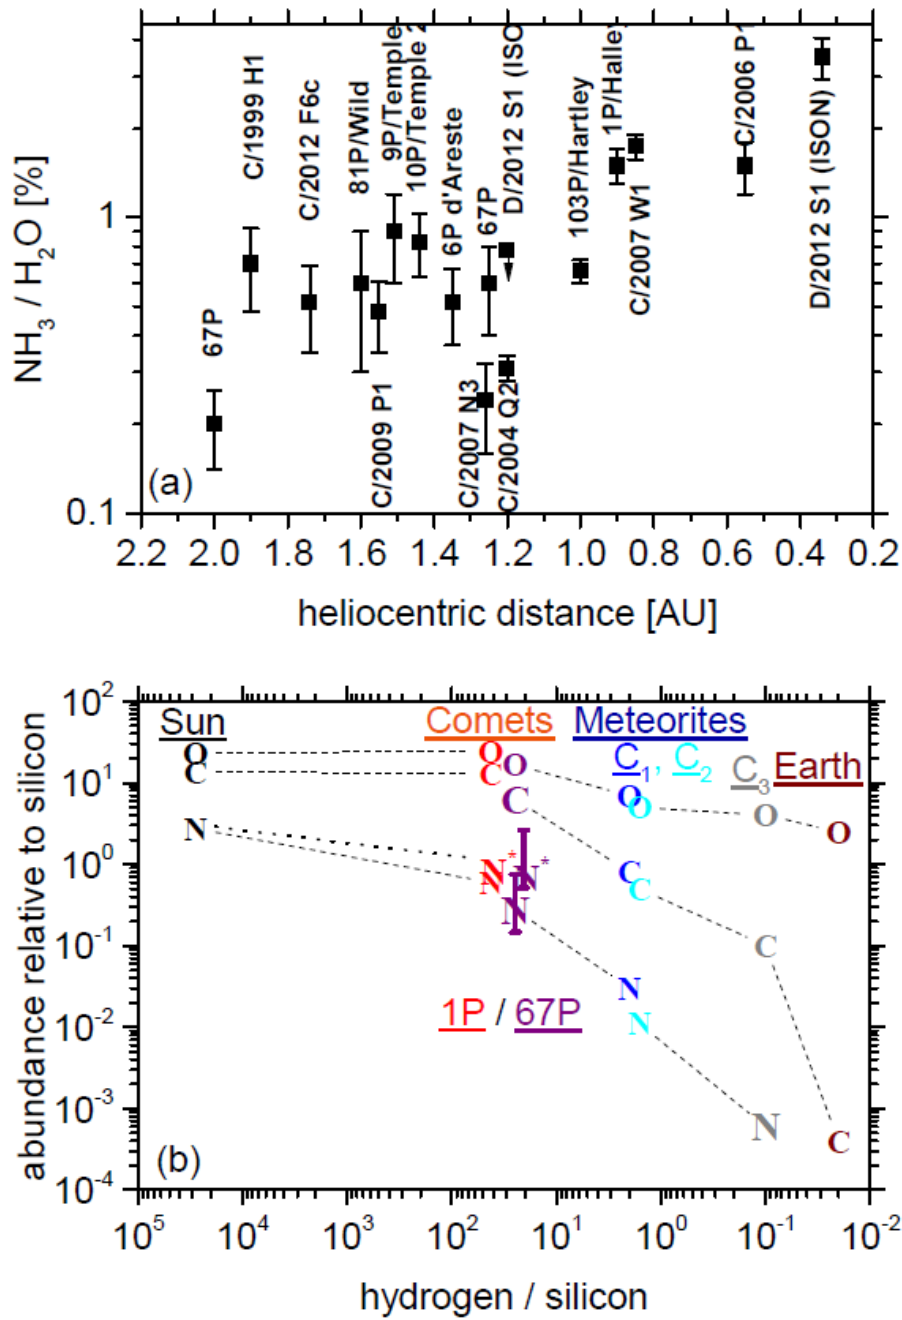 C/1999 H1
C/2012 F6c
81P/Wild
9P/Temple
10P/Temple 2
6P d'Areste
67P
D/2012 S1 (ISO
103P/Hartley
1P/Halley
C/2007 W1
C/2006 P1
D/2012 S1 (ISON)
67P
C/2009 P1
C/2007 N3
C/2004 Q2
NH3 / H2O [%]
1
0.1
(a)
2.2 2.0 1.8 1.6 1.4 1.2 1.0 0.8 0.6 0.4 0.2
heliocentric distance [AU]
abundance relative to silicon
10^2
10^1
10^0
10^-1
10^-2
10^-3
10^-4
Sun Comets Meteorites
C1, C2 C3 Earth
O O O O O O O
C C C C C C C
N N* N* N N N N N
1P / 67P
(b)
10^5 10^4 10^3 10^2 10^1 10^0 10^-1 10^-2
hydrogen / silicon